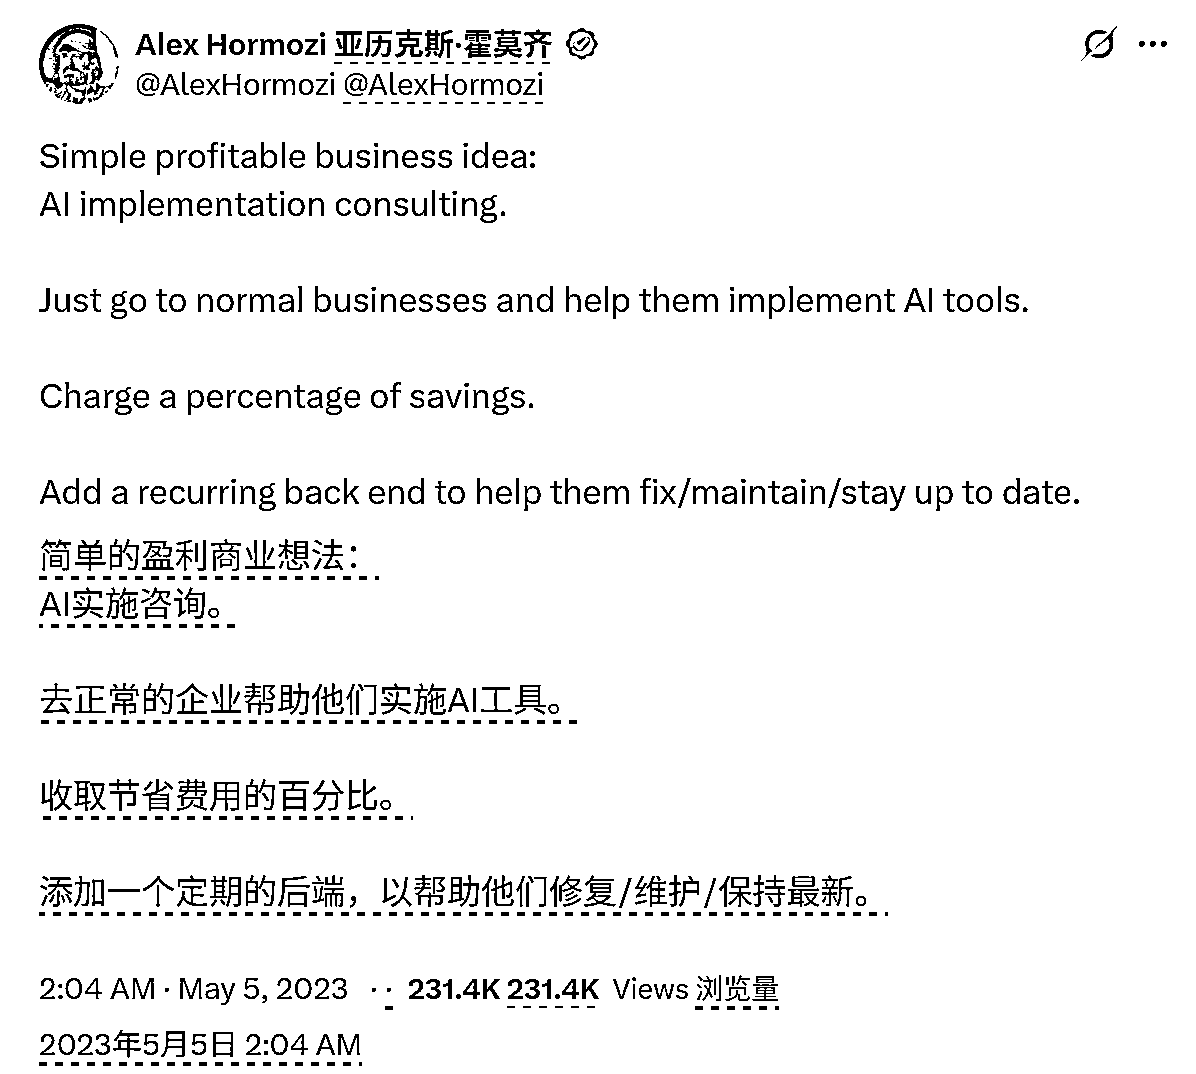 Alex Hormozi 亚历克斯·霍莫齐
@AlexHormozi @AlexHormozi
Simple profitable business idea:
AI implementation consulting.
Just go to normal businesses and help them implement AI tools.
Charge a percentage of savings.
Add a recurring back end to help them fix/maintain/stay up to date.
简单的盈利商业想法：
AI实施咨询。
去正常的企业帮助他们实施AI工具。
收取节省费用的百分比。
添加一个定期的后端，以帮助他们修复/维护/保持最新。
2:04 AM · May 5, 2023 · · 231.4K 231.4K Views 浏览量
2023年5月5日 2:04 AM